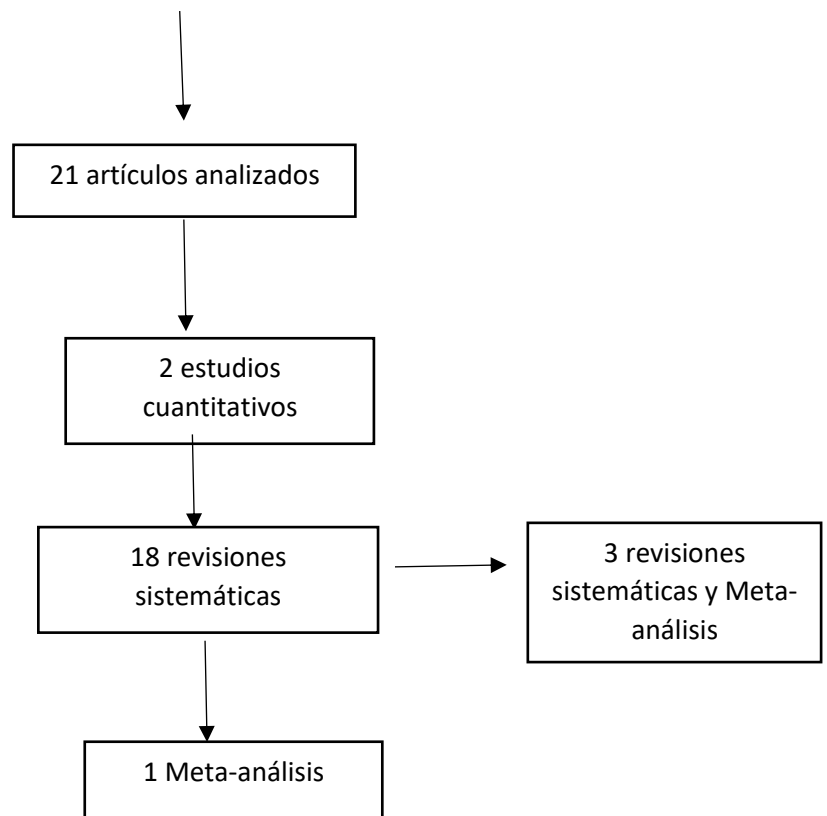 21 artículos analizados
2 estudios
cuantitativos
18 revisiones
sistemáticas
3 revisiones
sistemáticas y Meta-
análisis
1 Meta-análisis